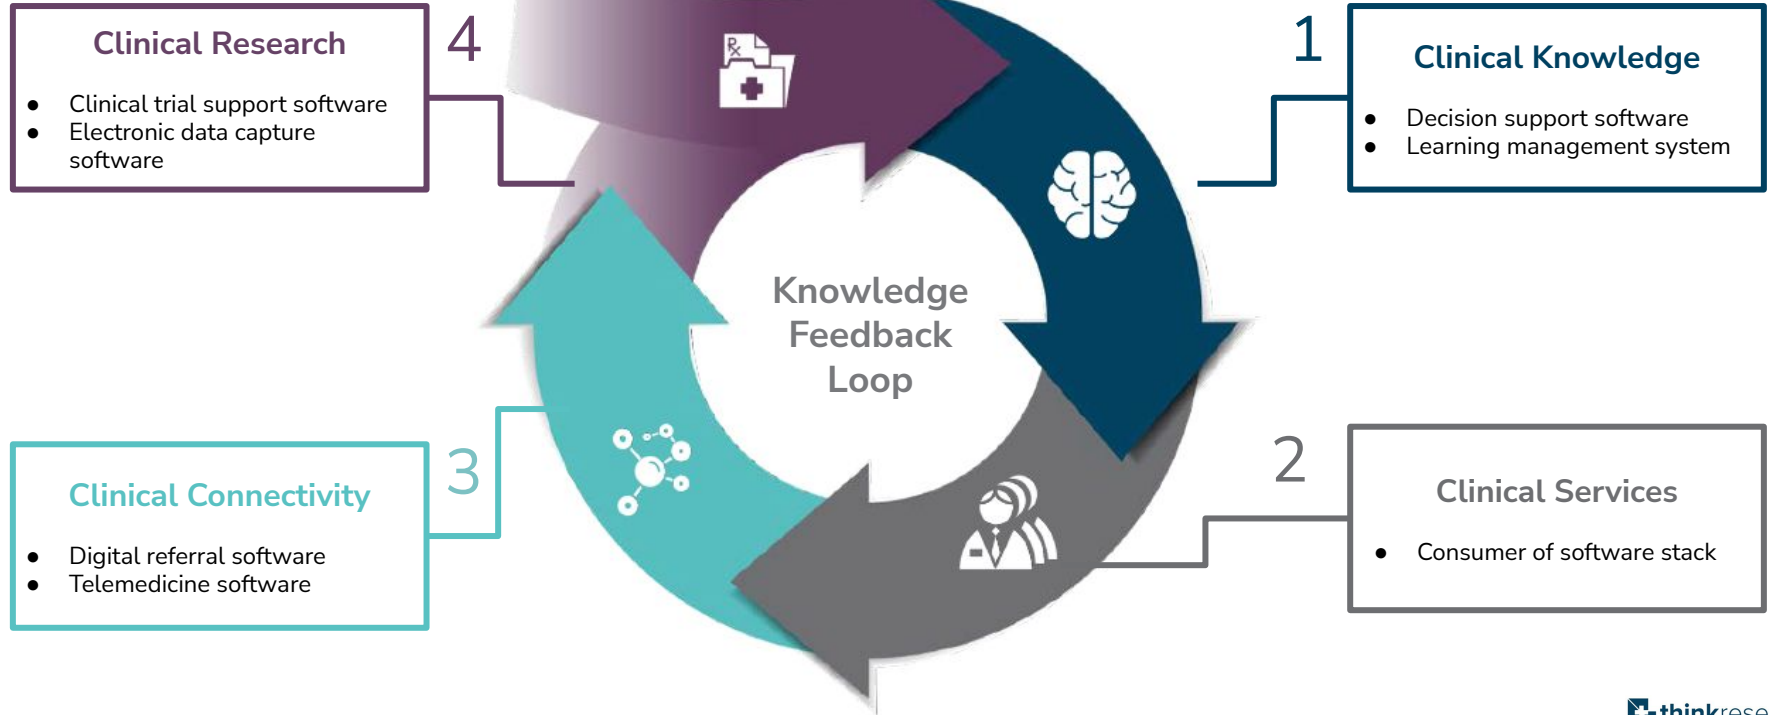 4
Clinical Research
● Clinical trial support software
● Electronic data capture
software
1
Clinical Knowledge
● Decision support software
● Learning management system
Knowledge
Feedback
Loop
3
Clinical Connectivity
● Digital referral software
● Telemedicine software
2
Clinical Services
● Consumer of software stack
Rx
thinkrese